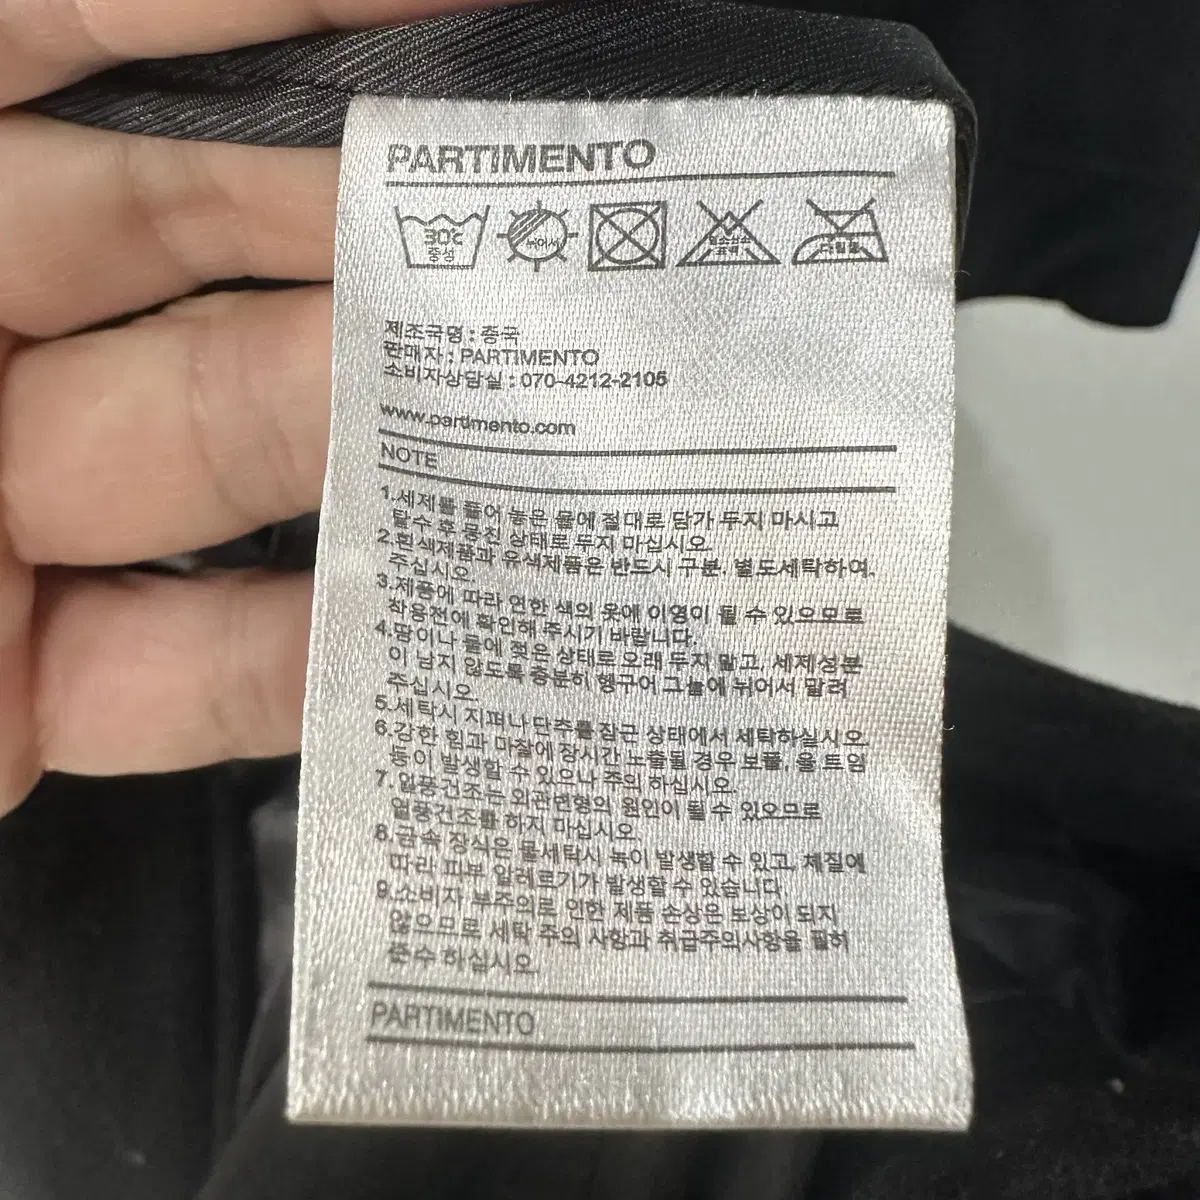 PARTIMENTO
30℃
중성
뉘어서
염소산소
표백
다림질
제조국명 : 중국
판매자 : PARTIMENTO
소비자상담실 : 070-4212-2105
www.partimento.com
NOTE
1.세제를 풀어 놓은 물에 절대로 담가 두지 마시고
탈수 후 뭉친 상태로 두지 마십시오.
2.흰색제품과 유색제품은 반드시 구분. 별도세탁하여.
주십시오.
3.제품에 따라 연한 색의 옷에 이염이 될 수 있으므로
착용전에 확인해 주시기 바랍니다.
4.땀이나 물에 젖은 상태로 오래 두지 말고, 세제성분
이 남지 않도록 충분히 헹구어 그늘에 뉘어서 말려
주십시오.
5.세탁시 지퍼나 단추를 잠근 상태에서 세탁하실시오.
6.강한 힘과 마찰에 장시간 노출될 경우 보풀, 올 트임
등이 발생할 수 있으나 주의 하십시오.
7.열풍건조는 외관변형의 원인이 될 수 있으므로
열풍건조를 하지 마십시오.
8.금속 장식은 물세탁시 녹이 발생할 수 있고. 체질에
따라 피부 알레르기가 발생할 수 있습니다.
9.소비자 부주의로 인한 제품 손상은 보상이 되지
않으므로 세탁 주의 사항과 취급주의사항을 필히
준수 하십시오.
PARTIMENTO